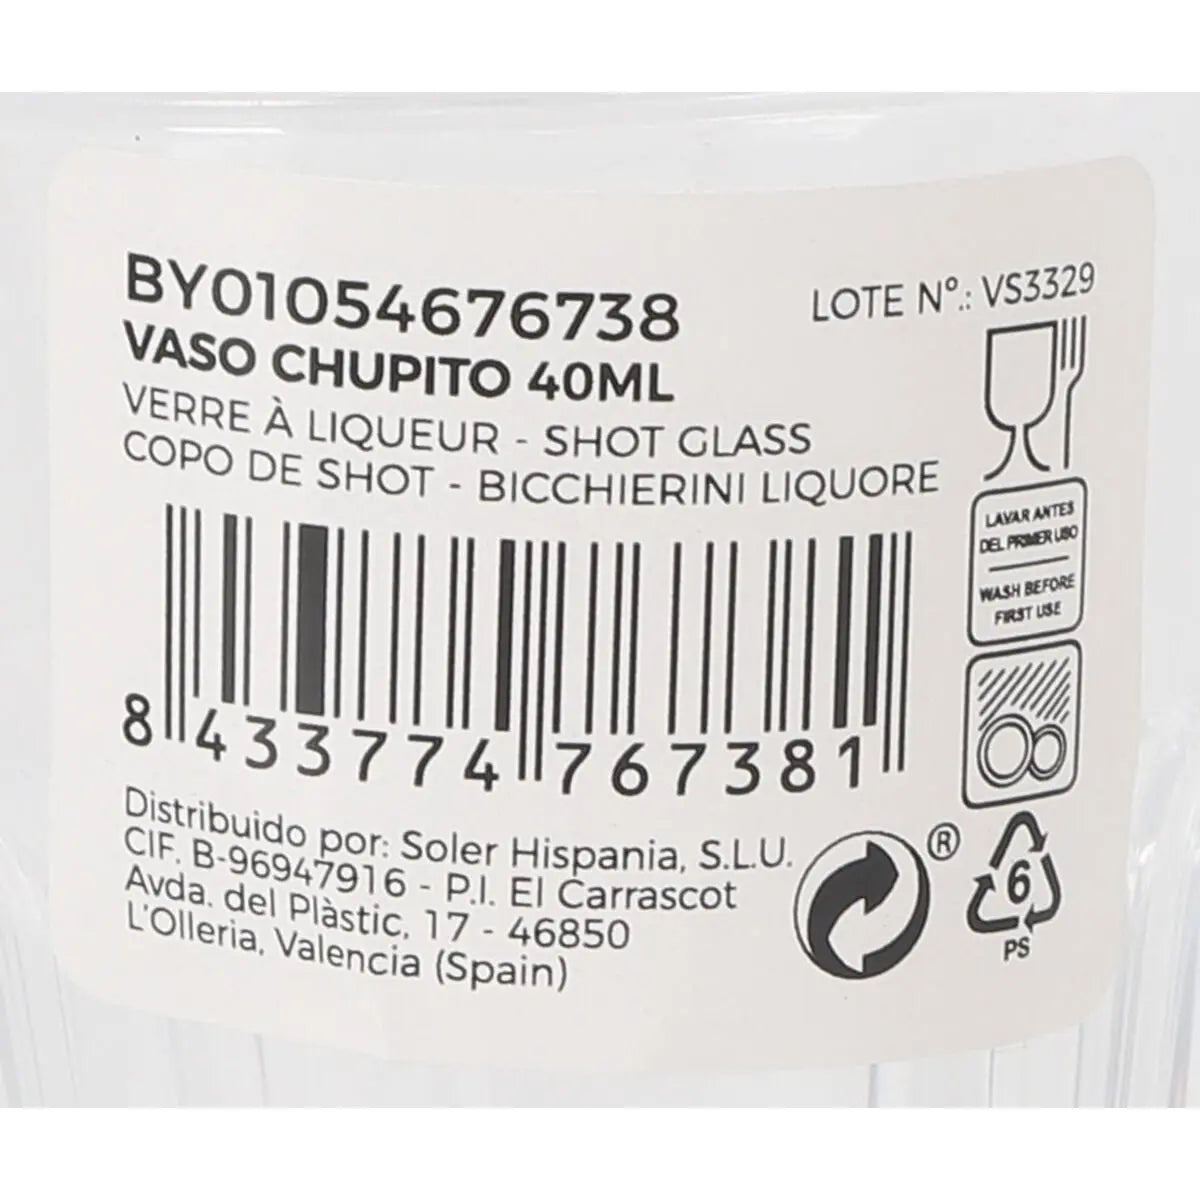 BY01054676738
LOTE Nº.: VS3329
VASO CHUPITO 40ML
VERRE À LIQUEUR - SHOT GLASS
COPO DE SHOT - BICCHIERINI LIQUORE
LAVAR ANTES
DEL PRIMER USO
WASH BEFORE
FIRST USE
8 433774 767381
Distribuido por: Soler Hispania, S.L.U.
CIF. B-96947916 - P.I. El Carrascot
Avda. del Plàstic, 17 - 46850
L'Olleria, Valencia (Spain)
®
6
PS